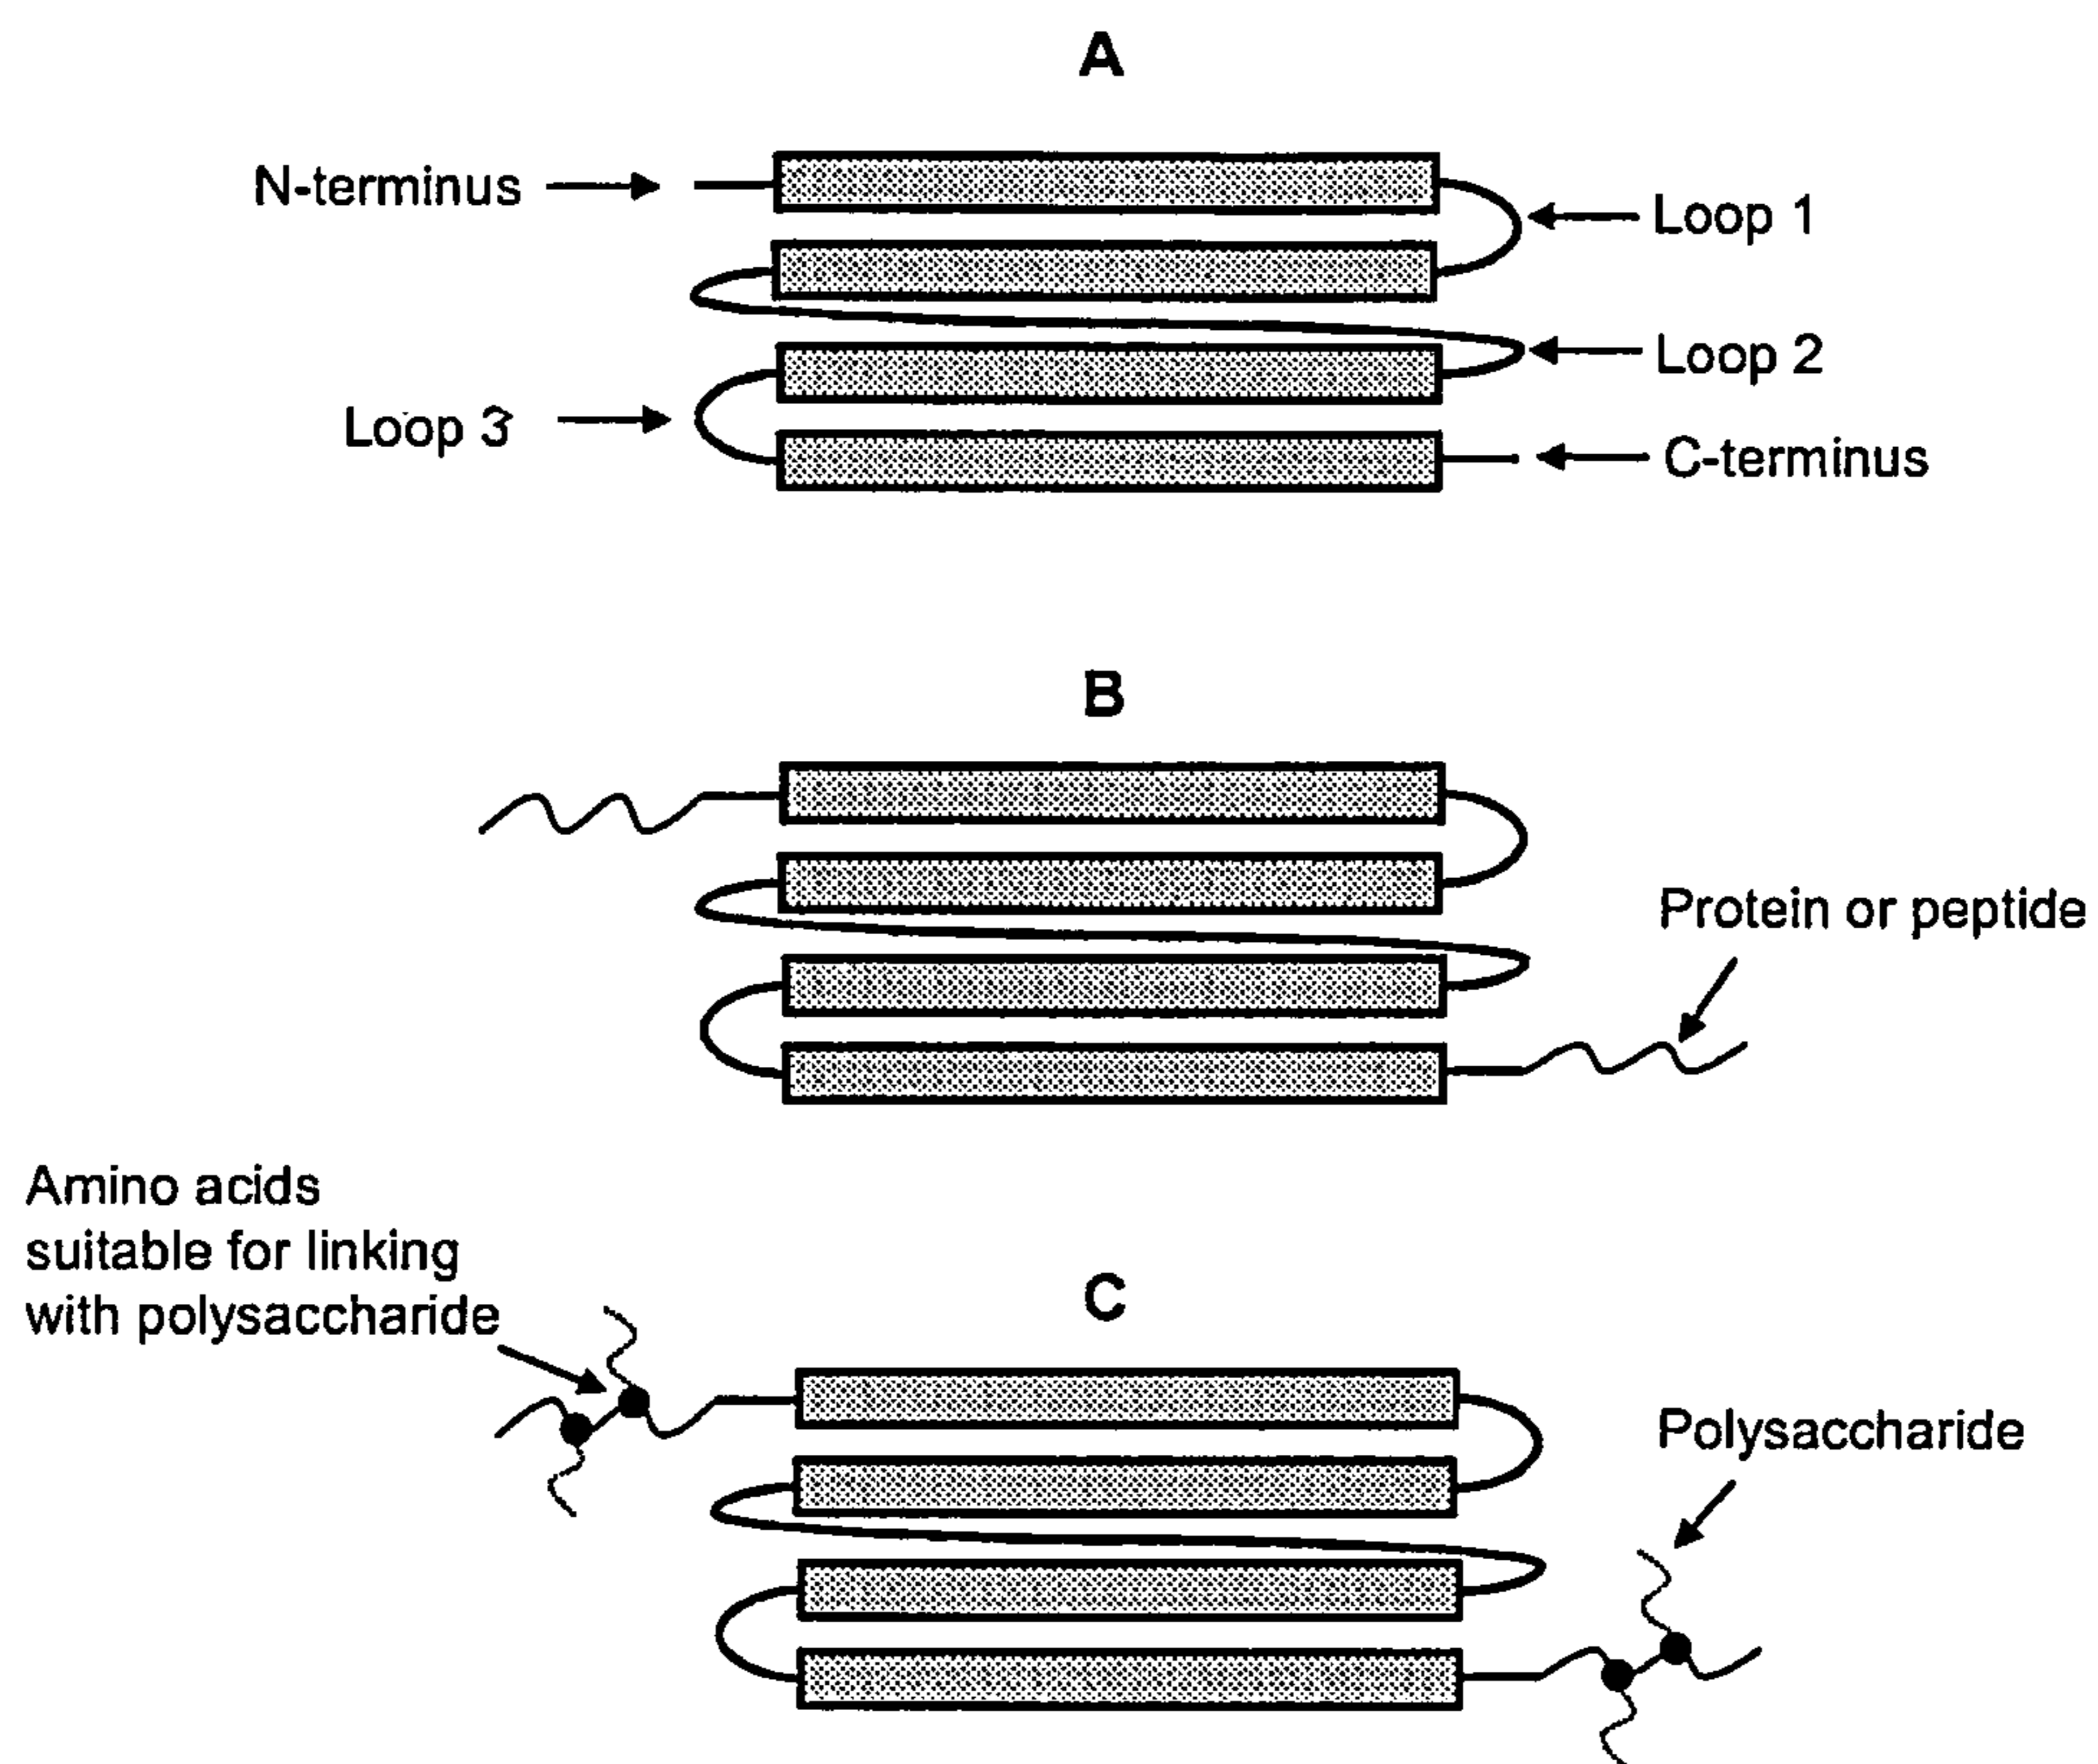 A
N-terminus
Loop 1
Loop 2
Loop 3
C-terminus
B
Protein or peptide
Amino acids
suitable for linking
with polysaccharide
C
Polysaccharide